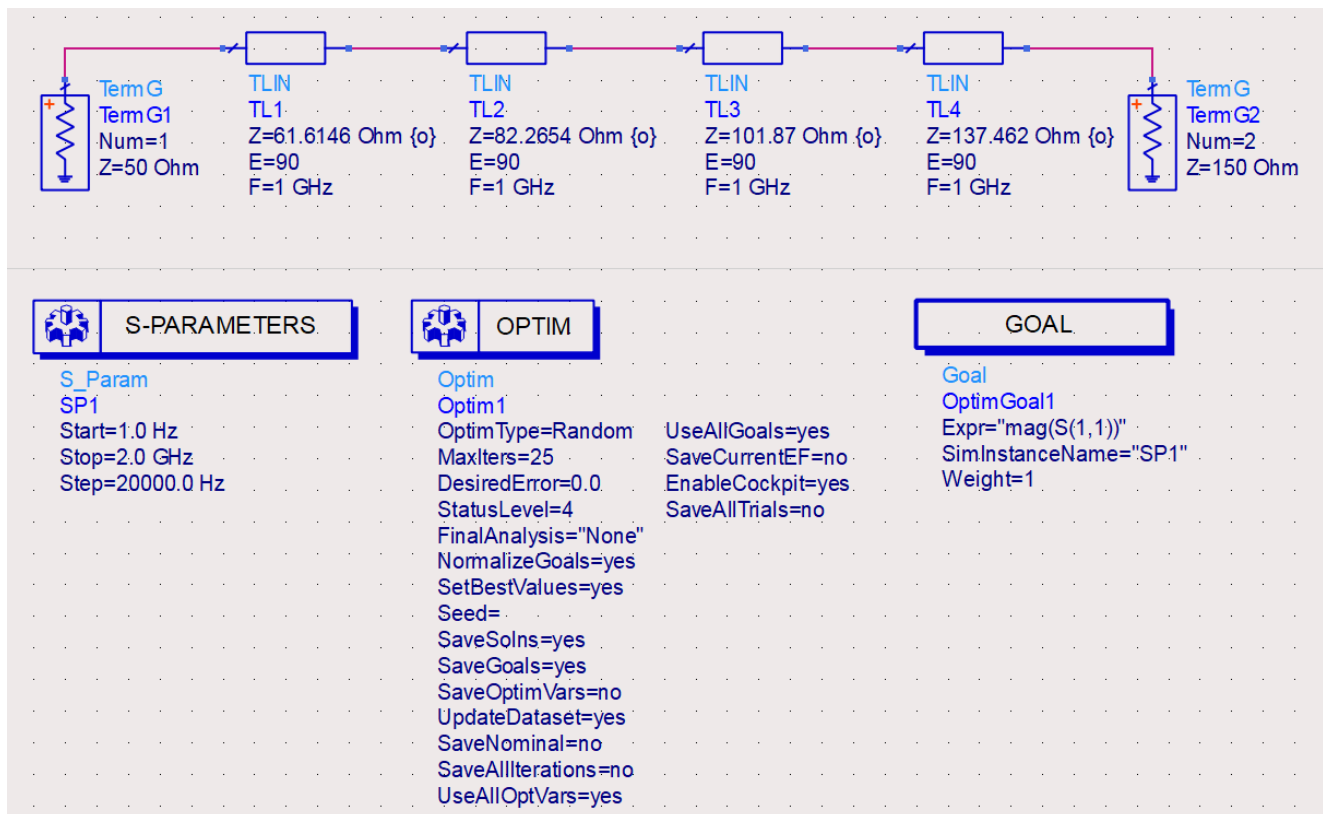 TermG
TermG1
Num=1
Z=50 Ohm
TLIN
TL1
Z=61.6146 Ohm {o}
E=90
F=1 GHz
TLIN
TL2
Z=82.2654 Ohm {o}
E=90
F=1 GHz
TLIN
TL3
Z=101.87 Ohm {o}
E=90
F=1 GHz
TLIN
TL4
Z=137.462 Ohm {o}
E=90
F=1 GHz
TermG
TermG2
Num=2
Z=150 Ohm
S-PARAMETERS
S_Param
SP1
Start=1.0 Hz
Stop=2.0 GHz
Step=20000.0 Hz
OPTIM
Optim
Optim1
OptimType=Random
MaxIters=25
DesiredError=0.0
StatusLevel=4
FinalAnalysis="None"
NormalizeGoals=yes
SetBestValues=yes
Seed=
SaveSolns=yes
SaveGoals=yes
SaveOptimVars=no
UpdateDataset=yes
SaveNominal=no
SaveAllIterations=no
UseAllOptVars=yes
UseAllGoals=yes
SaveCurrentEF=no
EnableCockpit=yes
SaveAllTrials=no
GOAL
Goal
OptimGoal1
Expr="mag(S(1,1))"
SimInstanceName="SP1"
Weight=1